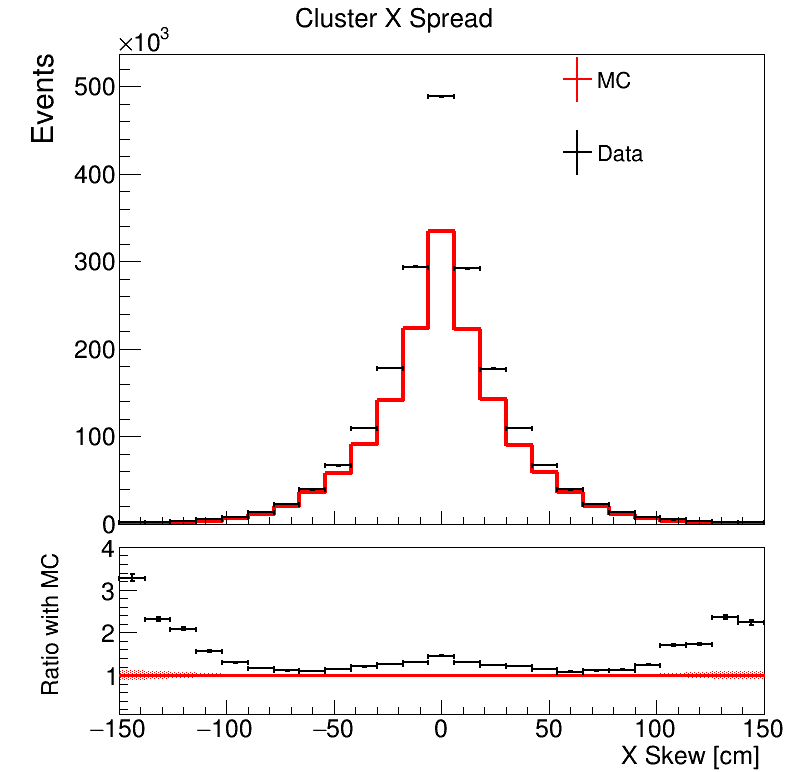 Cluster X Spread
×10³
Events
500
400
300
200
100
0
MC
Data
Ratio with MC
4
3
2
1
−150 −100 −50 0 50 100 150
X Skew [cm]